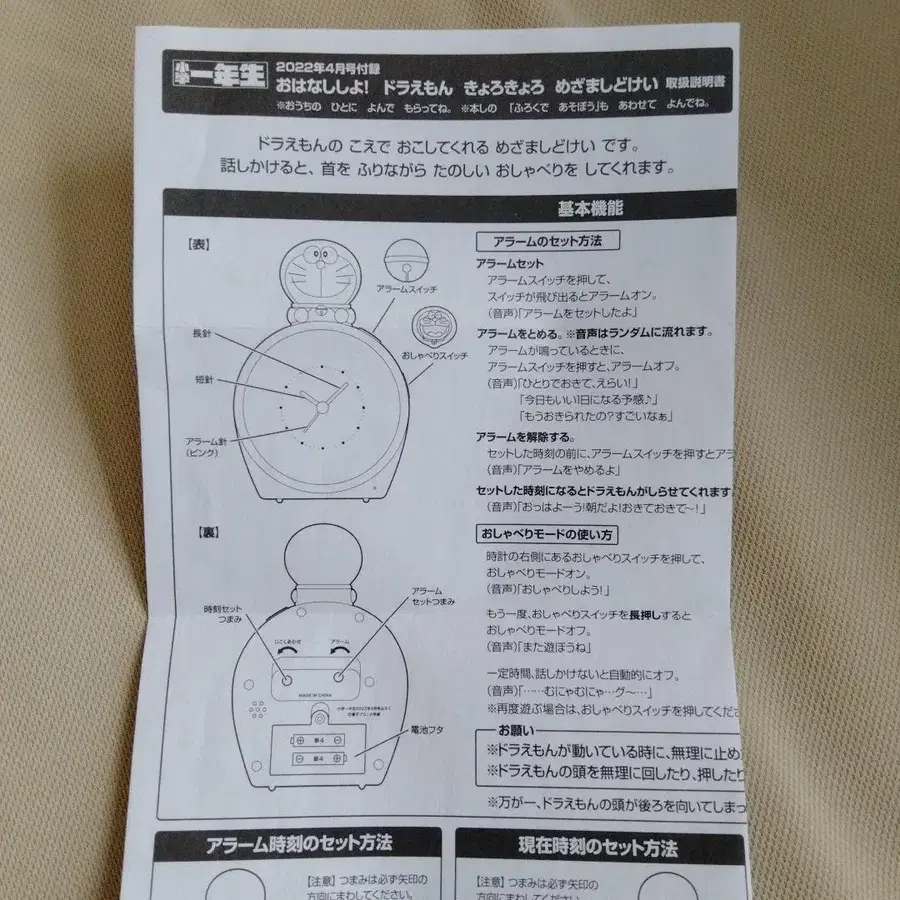 小学一年生 2022年4月号付録
おはなししよ! ドラえもん きょろきょろ めざましどけい 取扱説明書
※おうちの ひとに よんで もらってね。 ※本しの 「ふろくで あそぼう」も あわせて よんでね。
ドラえもんの こえで おこしてくれる めざましどけい です。
話しかけると、首を ふりながら たのしい おしゃべりを してくれます。
基本機能
【表】
アラームスイッチ
おしゃべりスイッチ
長針
短針
アラーム針
(ピンク)
アラームのセット方法
アラームセット
アラームスイッチを押して、
スイッチが飛び出るとアラームオン。
(音声)「アラームをセットしたよ」
アラームをとめる。※音声はランダムに流れます。
アラームが鳴っているときに、
アラームスイッチを押すと、アラームオフ。
(音声)「ひとりでおきて、えらい!」
「今日もいい1日になる予感♪」
「もうおきられたの?すごいなぁ」
アラームを解除する。
セットした時刻の前に、アラームスイッチを押すとアラ
(音声)「アラームをやめるよ」
セットした時刻になるとドラえもんがしらせてくれます
(音声)「おっはよーう!朝だよ!おきておきて〜!」
【裏】
時刻セット
つまみ
アラーム
セットつまみ
じこくあわせ
アラーム
MADE IN CHINA
電池フタ
単4
単4
おしゃべりモードの使い方
時計の右側にあるおしゃべりスイッチを押して、
おしゃべりモードオン。
(音声)「おしゃべりしよう!」
もう一度、おしゃべりスイッチを長押しすると
おしゃべりモードオフ。
(音声)「また遊ぼうね」
一定時間、話しかけないと自動的にオフ。
(音声)「……むにゃむにゃ…グ〜…」
※再度遊ぶ場合は、おしゃべりスイッチを押してくださ
お願い
※ドラえもんが動いている時に、無理に止め
※ドラえもんの頭を無理に回したり、押したり
※万が一、ドラえもんの頭が後ろを向いてしまっ
アラーム時刻のセット方法
【注意】つまみは必ず矢印の
方向にまわしてください。
現在時刻のセット方法
【注意】つまみは必ず矢印の
方向にまわしてください。